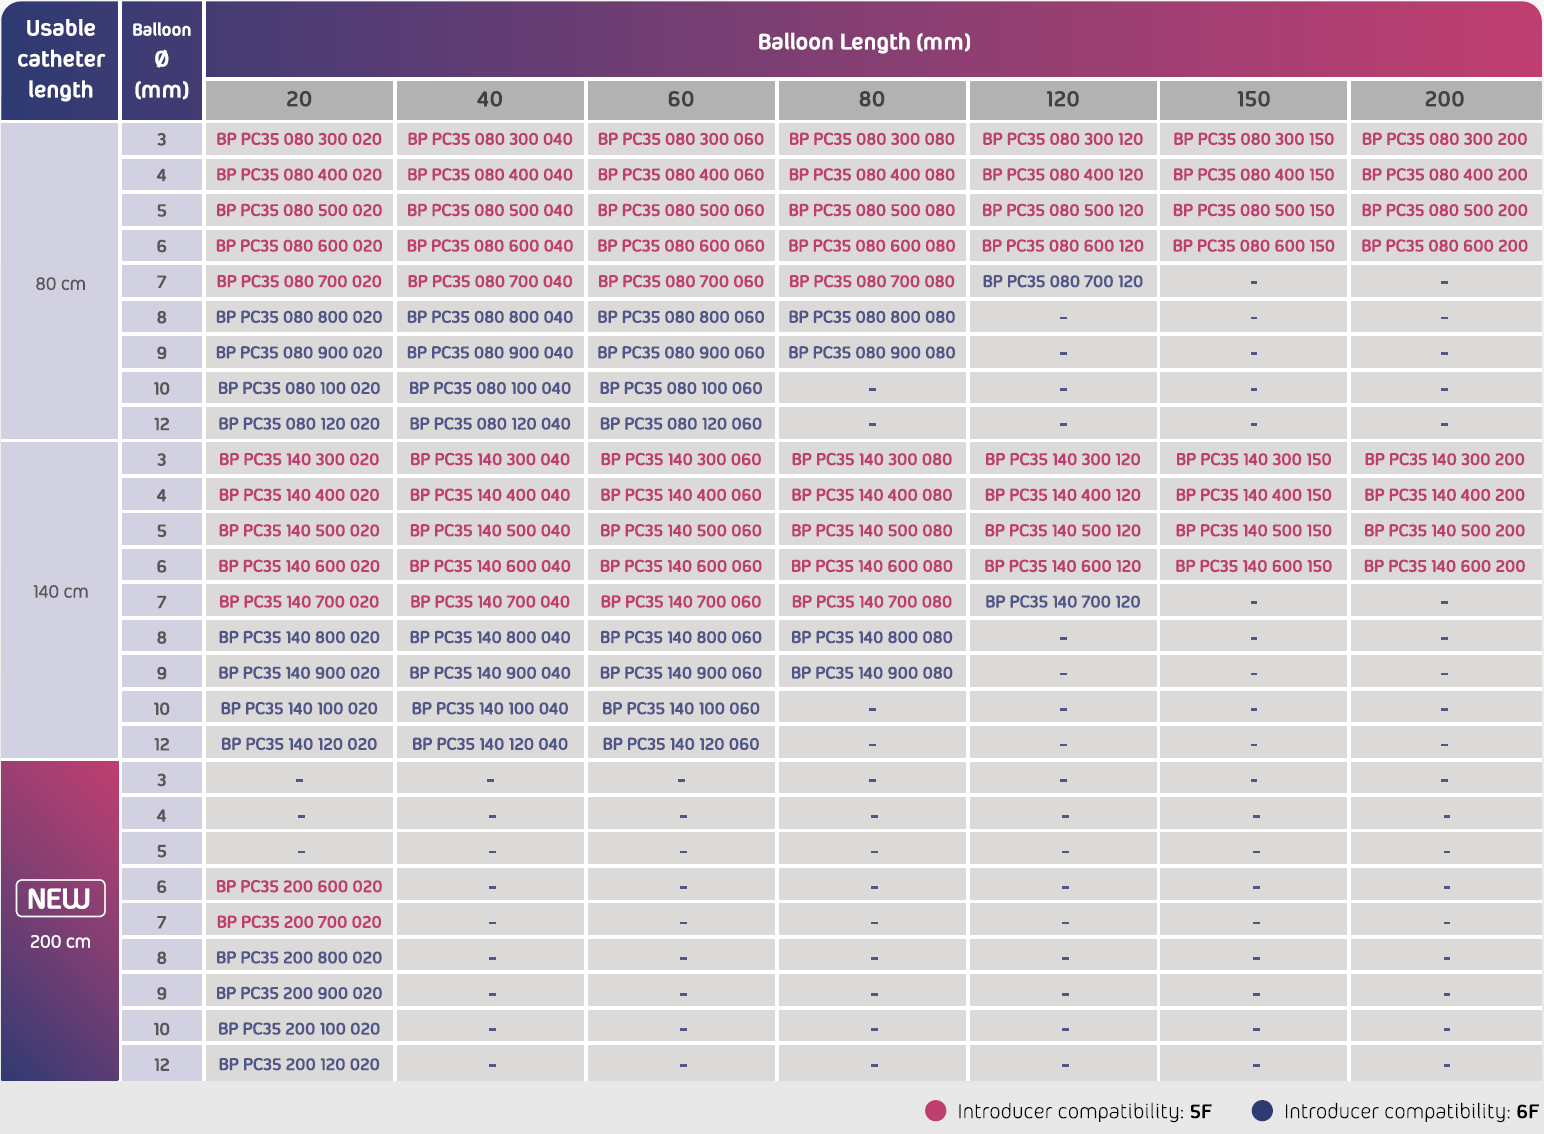 Usable catheter length Balloon Ø (mm) Balloon Length (mm)
20 40 60 80 120 150 200
80 cm
3 BP PC35 080 300 020 BP PC35 080 300 040 BP PC35 080 300 060 BP PC35 080 300 080 BP PC35 080 300 120 BP PC35 080 300 150 BP PC35 080 300 200
4 BP PC35 080 400 020 BP PC35 080 400 040 BP PC35 080 400 060 BP PC35 080 400 080 BP PC35 080 400 120 BP PC35 080 400 150 BP PC35 080 400 200
5 BP PC35 080 500 020 BP PC35 080 500 040 BP PC35 080 500 060 BP PC35 080 500 080 BP PC35 080 500 120 BP PC35 080 500 150 BP PC35 080 500 200
6 BP PC35 080 600 020 BP PC35 080 600 040 BP PC35 080 600 060 BP PC35 080 600 080 BP PC35 080 600 120 BP PC35 080 600 150 BP PC35 080 600 200
7 BP PC35 080 700 020 BP PC35 080 700 040 BP PC35 080 700 060 BP PC35 080 700 080 BP PC35 080 700 120 - -
8 BP PC35 080 800 020 BP PC35 080 800 040 BP PC35 080 800 060 BP PC35 080 800 080 - - -
9 BP PC35 080 900 020 BP PC35 080 900 040 BP PC35 080 900 060 BP PC35 080 900 080 - - -
10 BP PC35 080 100 020 BP PC35 080 100 040 BP PC35 080 100 060 - - - -
12 BP PC35 080 120 020 BP PC35 080 120 040 BP PC35 080 120 060 - - - -
140 cm
3 BP PC35 140 300 020 BP PC35 140 300 040 BP PC35 140 300 060 BP PC35 140 300 080 BP PC35 140 300 120 BP PC35 140 300 150 BP PC35 140 300 200
4 BP PC35 140 400 020 BP PC35 140 400 040 BP PC35 140 400 060 BP PC35 140 400 080 BP PC35 140 400 120 BP PC35 140 400 150 BP PC35 140 400 200
5 BP PC35 140 500 020 BP PC35 140 500 040 BP PC35 140 500 060 BP PC35 140 500 080 BP PC35 140 500 120 BP PC35 140 500 150 BP PC35 140 500 200
6 BP PC35 140 600 020 BP PC35 140 600 040 BP PC35 140 600 060 BP PC35 140 600 080 BP PC35 140 600 120 BP PC35 140 600 150 BP PC35 140 600 200
7 BP PC35 140 700 020 BP PC35 140 700 040 BP PC35 140 700 060 BP PC35 140 700 080 BP PC35 140 700 120 - -
8 BP PC35 140 800 020 BP PC35 140 800 040 BP PC35 140 800 060 BP PC35 140 800 080 - - -
9 BP PC35 140 900 020 BP PC35 140 900 040 BP PC35 140 900 060 BP PC35 140 900 080 - - -
10 BP PC35 140 100 020 BP PC35 140 100 040 BP PC35 140 100 060 - - - -
12 BP PC35 140 120 020 BP PC35 140 120 040 BP PC35 140 120 060 - - - -
NEW
200 cm
3 - - - - - - -
4 - - - - - - -
5 - - - - - - -
6 BP PC35 200 600 020 - - - - - -
7 BP PC35 200 700 020 - - - - - -
8 BP PC35 200 800 020 - - - - - -
9 BP PC35 200 900 020 - - - - - -
10 BP PC35 200 100 020 - - - - - -
12 BP PC35 200 120 020 - - - - - -
Introducer compatibility: 5F Introducer compatibility: 6F